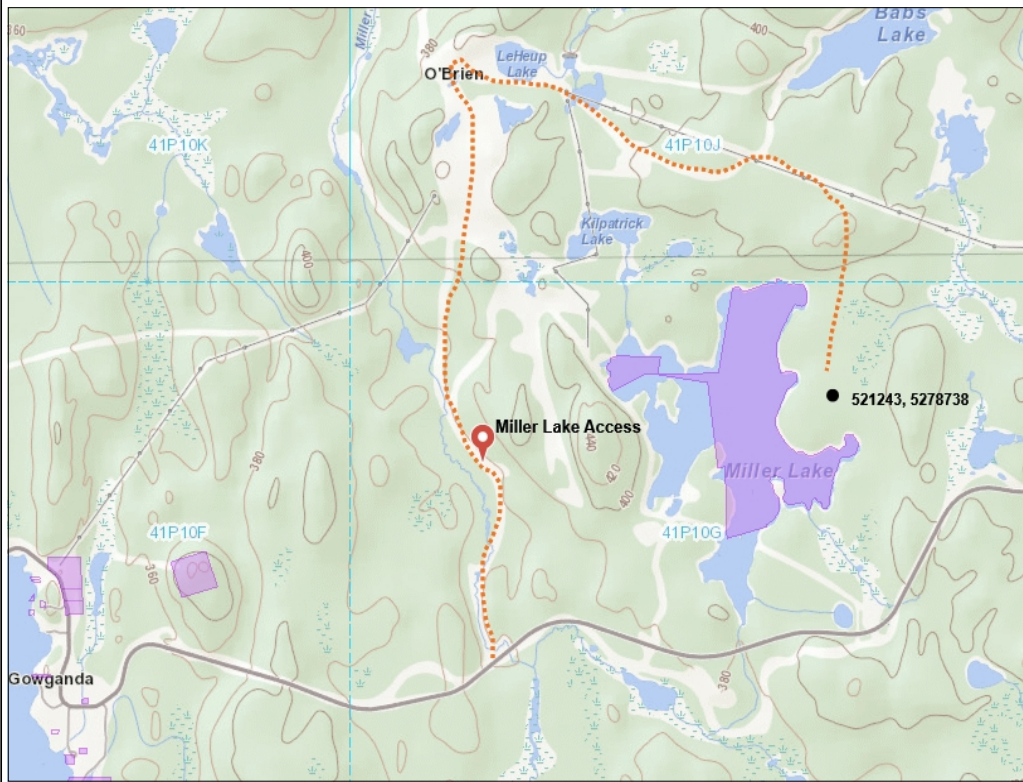 360
Miller
380
400
Babs
Lake
O'Brien
LeHeup
Lake
41P10K
41P10J
Kilpatrick
Lake
400
521243, 5278738
Miller Lake Access
440
420
400
380
Miller Lake
41P10F
41P10G
360
Gowganda
380